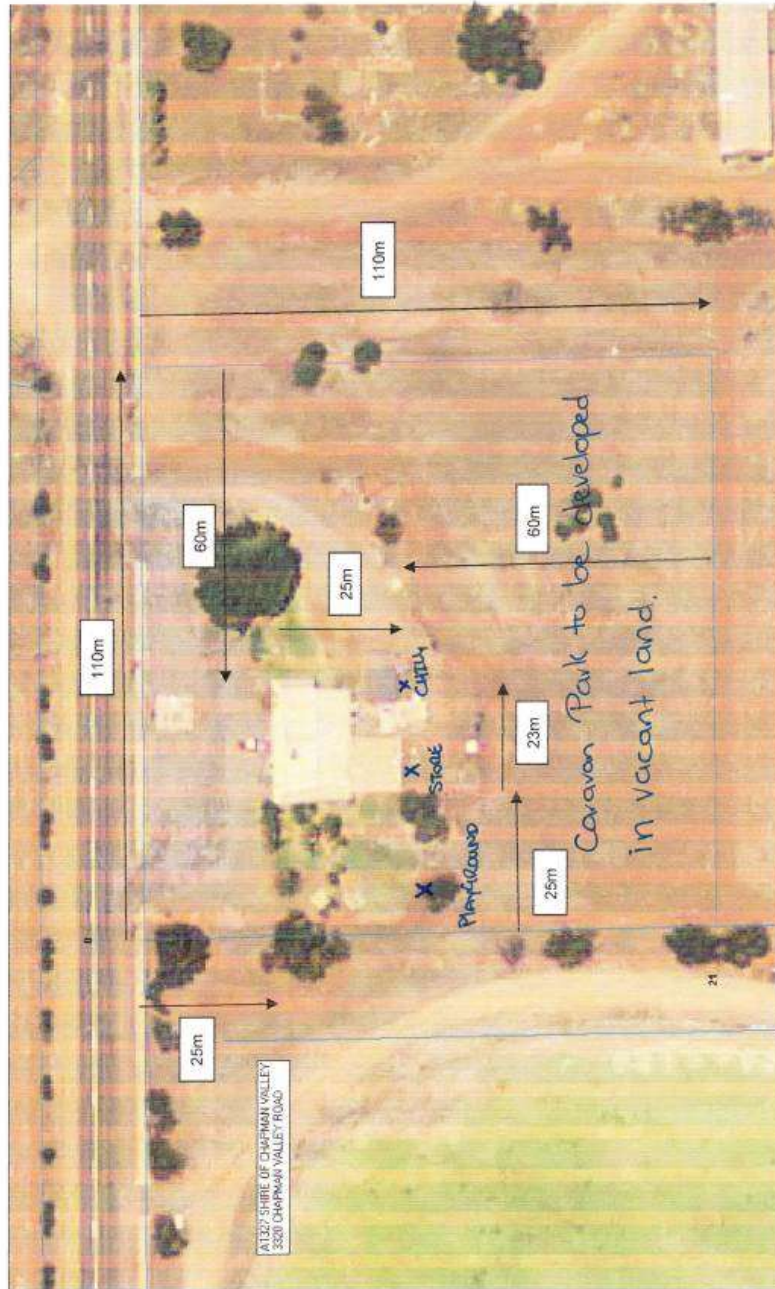 110m
25m
60m
A1327 SHIRE OF CHAPMAN VALLEY
3320 CHAPMAN VALLEY ROAD
25m
110m
X X X
STORE
PLAYGROUND
25m
23m
60m
Caravan Park to be developed
in vacant land.
21